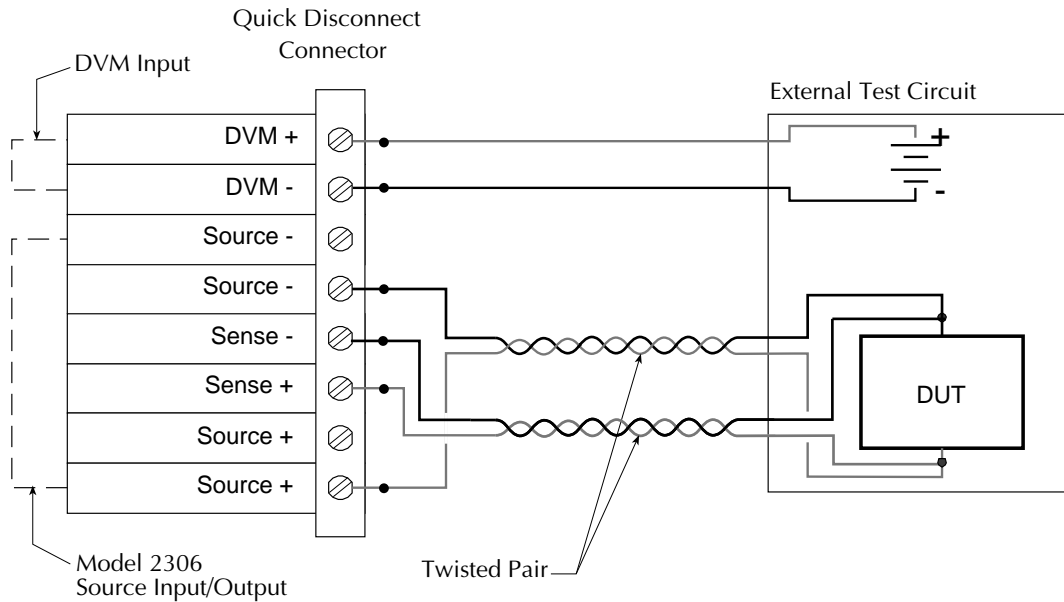 Quick Disconnect
Connector
DVM Input
External Test Circuit
DVM +
+
DVM -
-
Source -
Source -
Sense -
Sense +
DUT
Source +
Source +
Model 2306
Source Input/Output
Twisted Pair